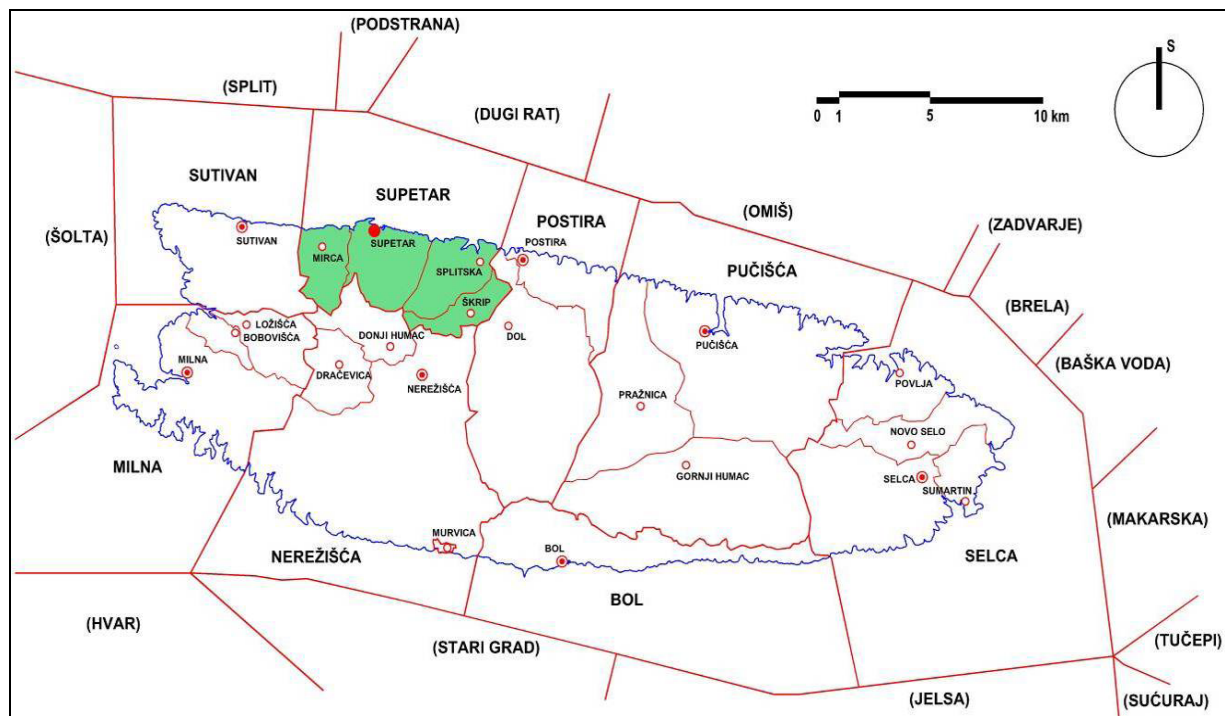 (PODSTRANA)
S
(SPLIT)
0 1 5 10 km
(DUGI RAT)
SUTIVAN
SUPETAR
POSTIRA
(OMIŠ)
(ZADVARJE)
(ŠOLTA)
SUTIVAN
SUPETAR
POSTIRA
MIRCA
SPLITSKA
PUČIŠĆA
(BRELA)
ŠKRIP
LOŽIŠĆA
BOBOVIŠĆA
DONJI HUMAC
DOL
PUČIŠĆA
MILNA
DRAČEVICA
NEREŽIŠĆA
(BAŠKA VODA)
POVLJA
PRAŽNICA
NOVO SELO
MILNA
GORNJI HUMAC
SELCA
SUMARTIN
(MAKARSKA)
MURVICA
BOL
NEREŽIŠĆA
SELCA
BOL
(HVAR)
(STARI GRAD)
(TUČEPI)
(JELSA)
(SUĆURAJ)